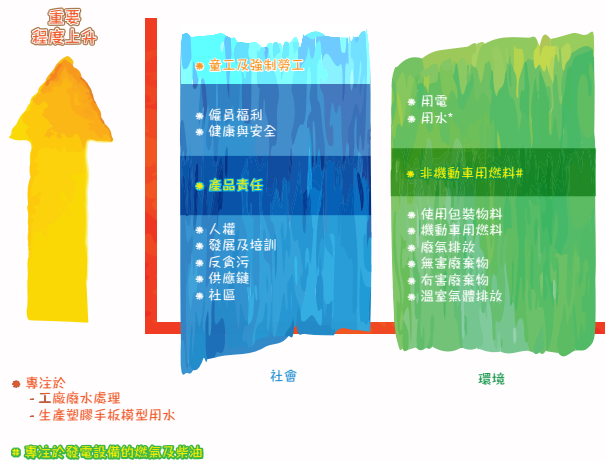 重要
程度上升
童工及強制勞工
僱員福利
健康與安全
產品責任
人權
發展及培訓
反貪污
供應鏈
社區
社會
用電
用水*
非機動車用燃料#
使用包裝物料
機動車用燃料
廢氣排放
無害廢棄物
有害廢棄物
溫室氣體排放
環境
專注於
- 工廠廢水處理
- 生產塑膠手板模型用水
專注於發電設備的燃氣及柴油